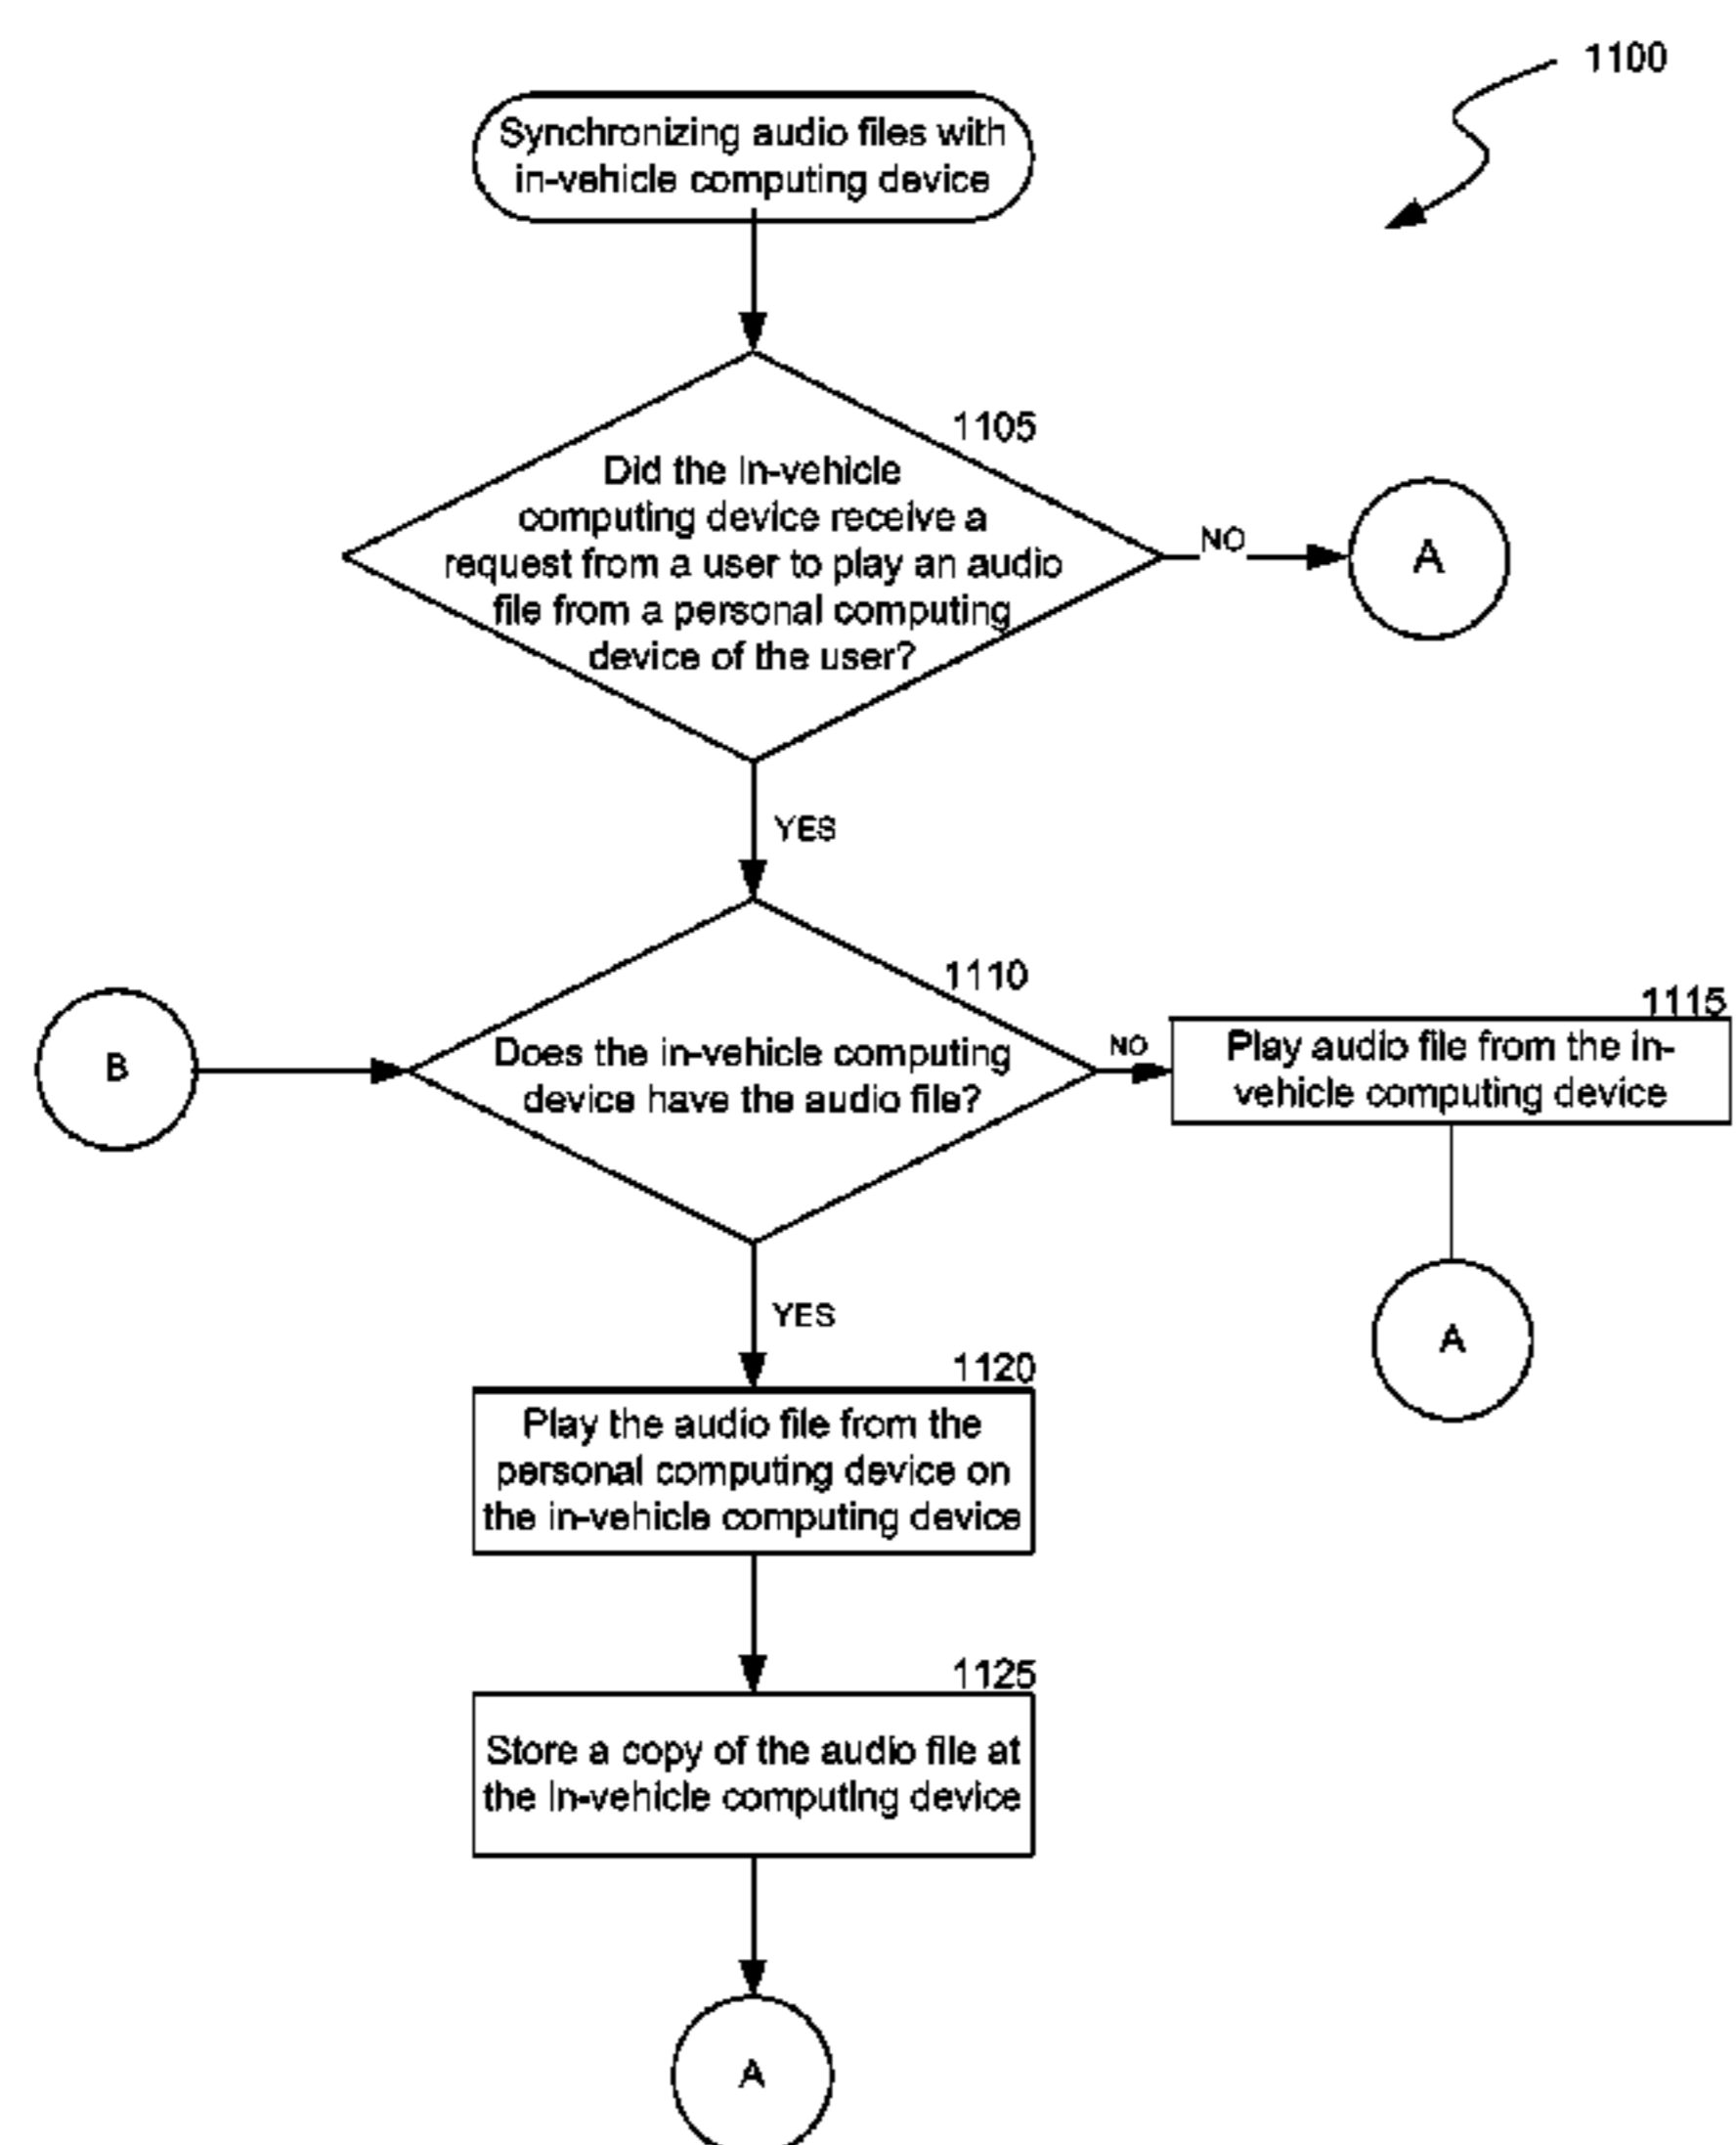 1100
Synchronizing audio files with
in-vehicle computing device
1105
Did the in-vehicle
computing device receive a
request from a user to play an audio
file from a personal computing
device of the user?
NO
A
YES
1110
B
Does the in-vehicle computing
device have the audio file?
NO
1115
Play audio file from the in-
vehicle computing device
A
YES
1120
Play the audio file from the
personal computing device on
the in-vehicle computing device
1125
Store a copy of the audio file at
the in-vehicle computing device
A